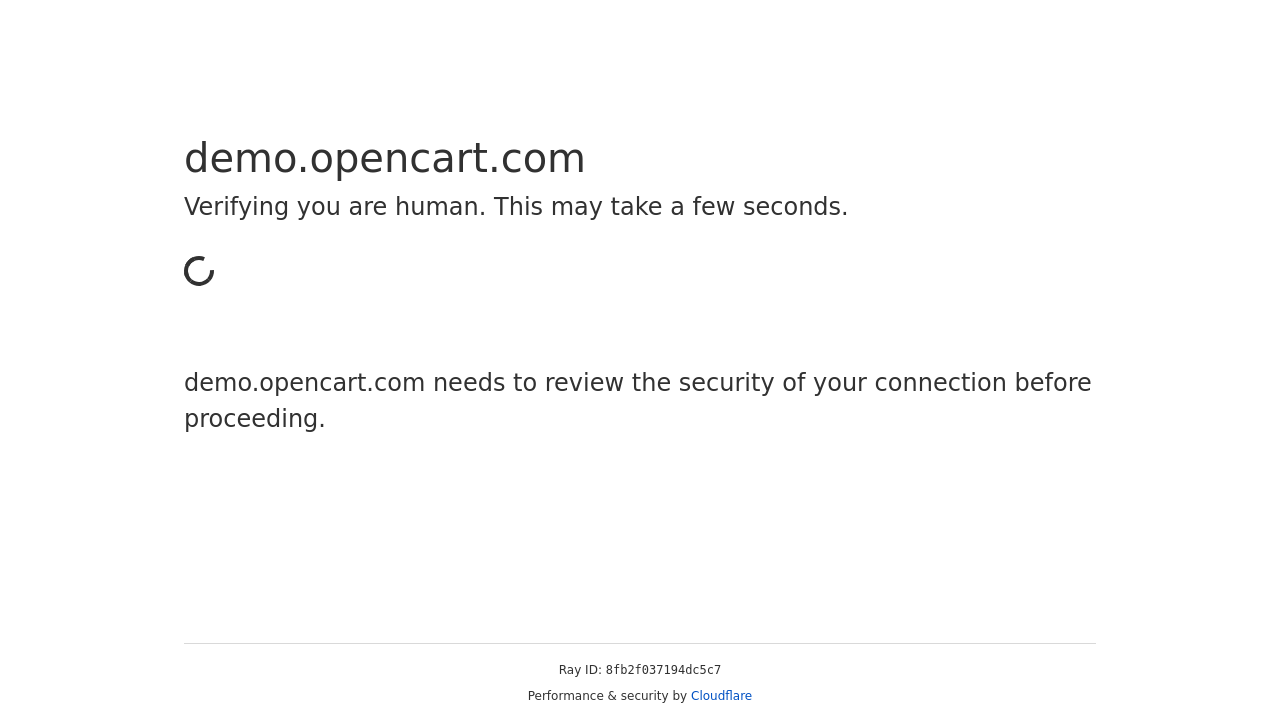 demo.opencart.com
Verifying you are human. This may take a few seconds.
demo.opencart.com needs to review the security of your connection before
proceeding.
Ray ID: 8fb2f037194dc5c7
Performance & security by Cloudflare